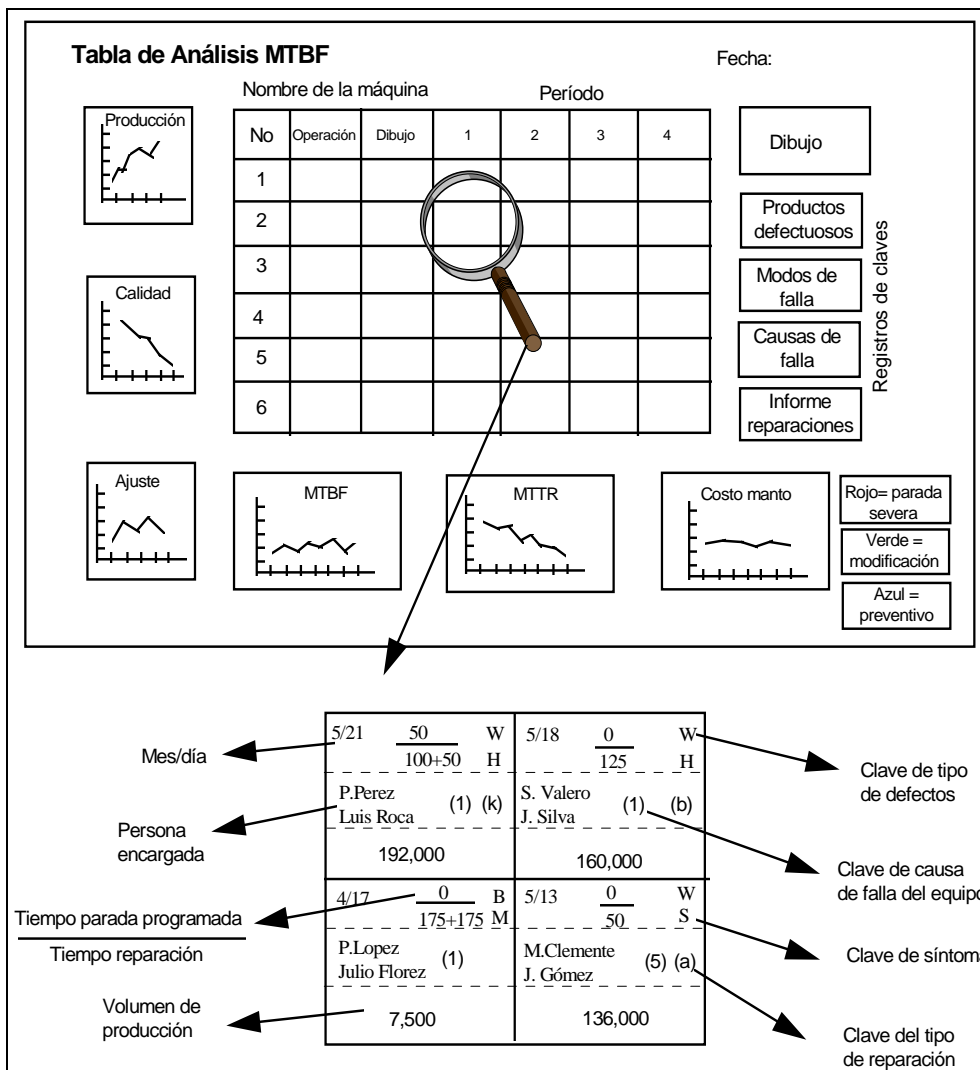 Tabla de Análisis MTBF
Fecha:
Nombre de la máquina
Período
Producción
No
Operación
Dibujo
1
2
3
4
1
2
3
4
5
6
Dibujo
Productos
defectuosos
Modos de
falla
Causas de
falla
Informe
reparaciones
Registros de claves
Calidad
Ajuste
MTBF
MTTR
Costo manto
Rojo= parada
severa
Verde =
modificación
Azul =
preventivo
Mes/día
Persona
encargada
Tiempo parada programada
Tiempo reparación
Volumen de
producción
5/21 50 W
100+50 H
P.Perez
Luis Roca (1) (k)
192,000
5/18 0 W
125 H
S. Valero
J. Silva (1) (b)
160,000
4/17 0 B
175+175 M
P.Lopez
Julio Florez (1)
7,500
5/13 0 W
50 S
M.Clemente
J. Gómez (5) (a)
136,000
Clave de tipo
de defectos
Clave de causa
de falla del equipo
Clave de síntoma
Clave del tipo
de reparación